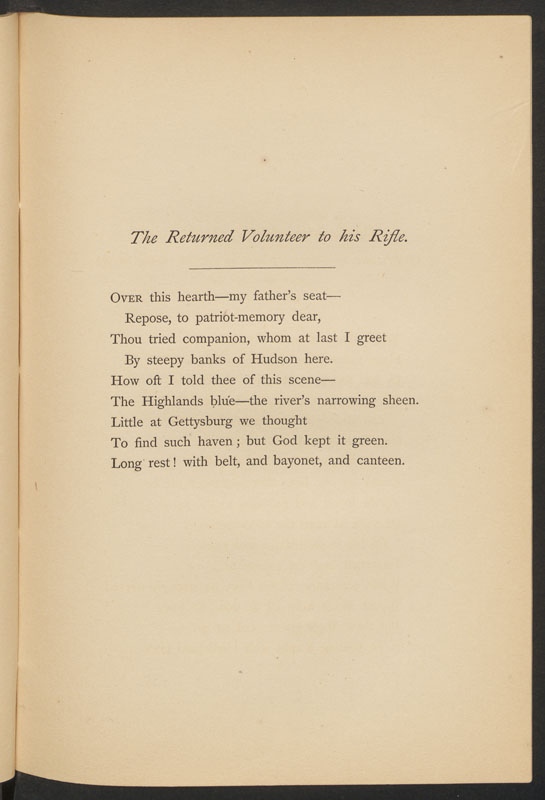 The Returned Volunteer to his Rifle.
OVER this hearth—my father's seat—
Repose, to patriot-memory dear,
Thou tried companion, whom at last I greet
By steepy banks of Hudson here.
How oft I told thee of this scene—
The Highlands blue—the river's narrowing sheen.
Little at Gettysburg we thought
To find such haven; but God kept it green.
Long rest! with belt, and bayonet, and canteen.